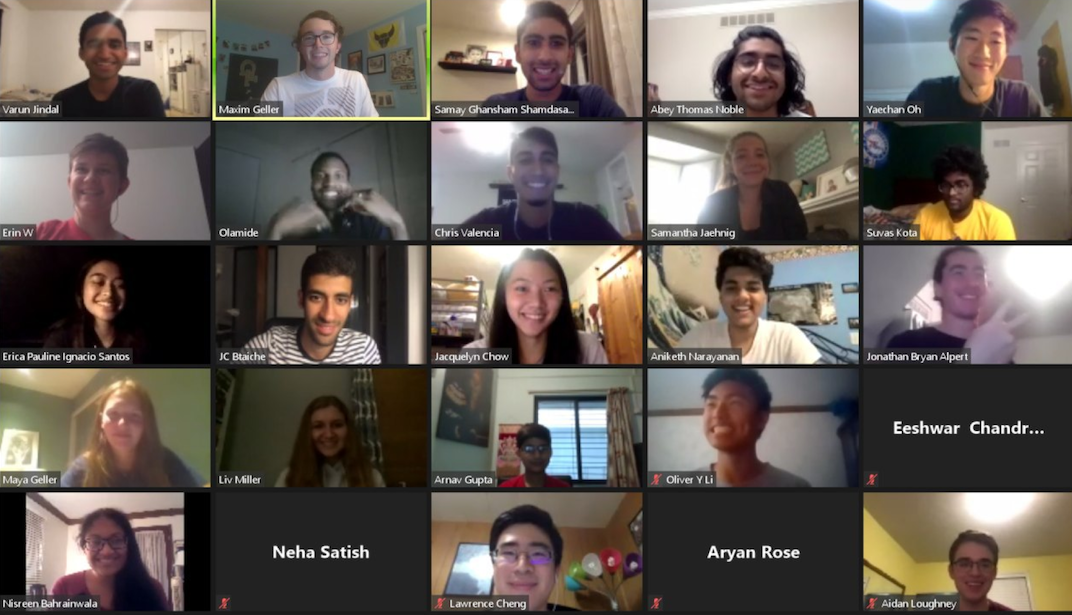 Varun Jindal
Maxim Geller
Samay Ghansham Shamdasa...
Abey Thomas Noble
Yaechan Oh
Erin W
Olamide
Chris Valencia
Samantha Jaehnig
Suvas Kota
Erica Pauline Ignacio Santos
JC Btaiche
Jacquelyn Chow
Aniketh Narayanan
Jonathan Bryan Alpert
Maya Geller
Liv Miller
Arnav Gupta
Oliver Y Li
Eeshwar Chandr...
Nisreen Bahrainwala
Neha Satish
Lawrence Cheng
Aryan Rose
Aidan Loughney